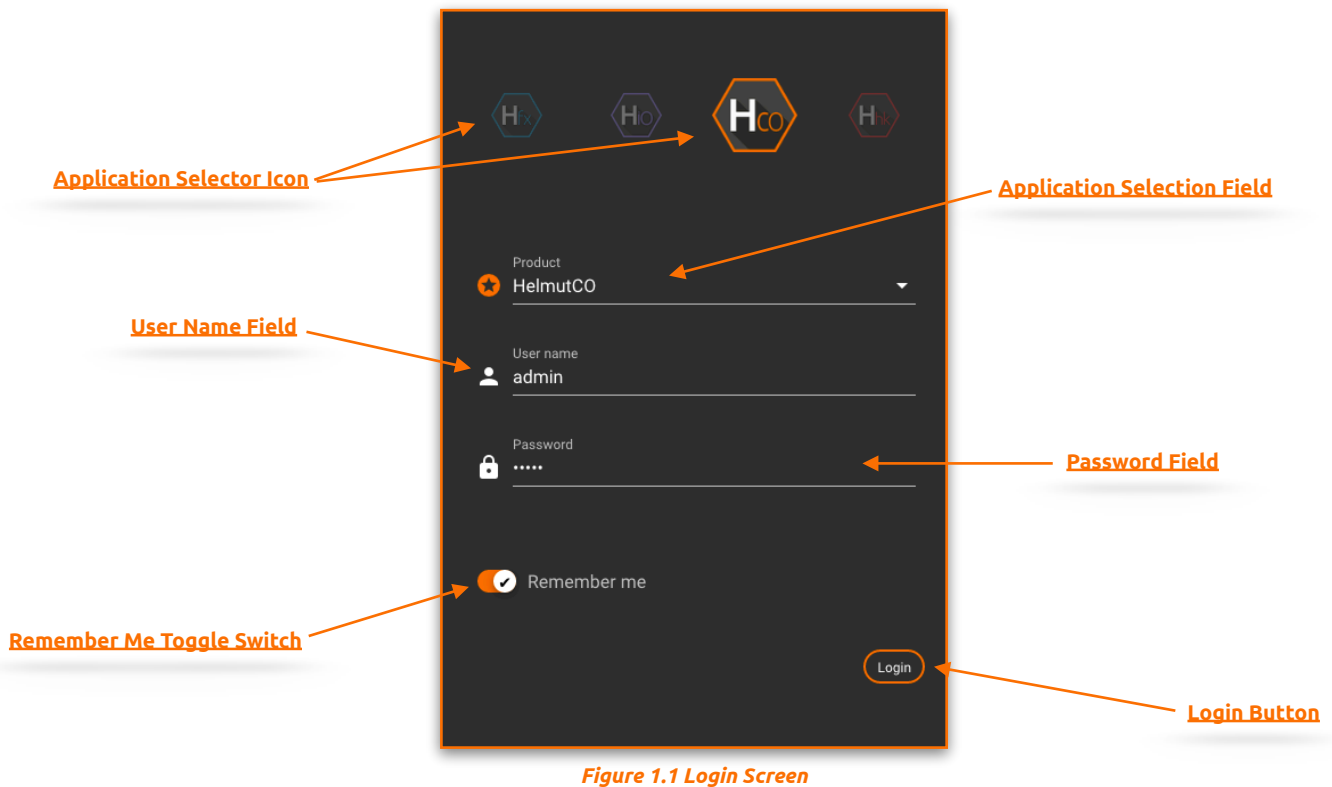 Hfx HIO HCO Hhk
Application Selector Icon
Application Selection Field
Product
HelmutCO
User Name Field
User name
admin
Password
•••••
Password Field
Remember me
Remember Me Toggle Switch
Login
Login Button
Figure 1.1 Login Screen